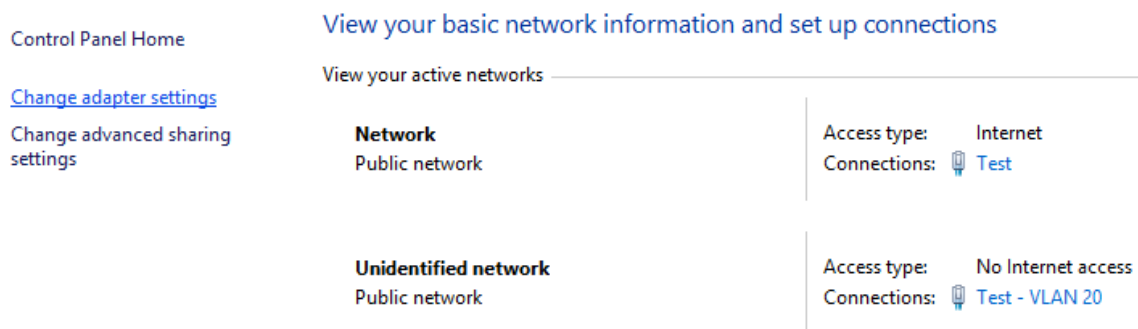 Control Panel Home
Change adapter settings
Change advanced sharing
settings
View your basic network information and set up connections
View your active networks
Network
Public network
Access type: Internet
Connections: Test
Unidentified network
Public network
Access type: No Internet access
Connections: Test - VLAN 20